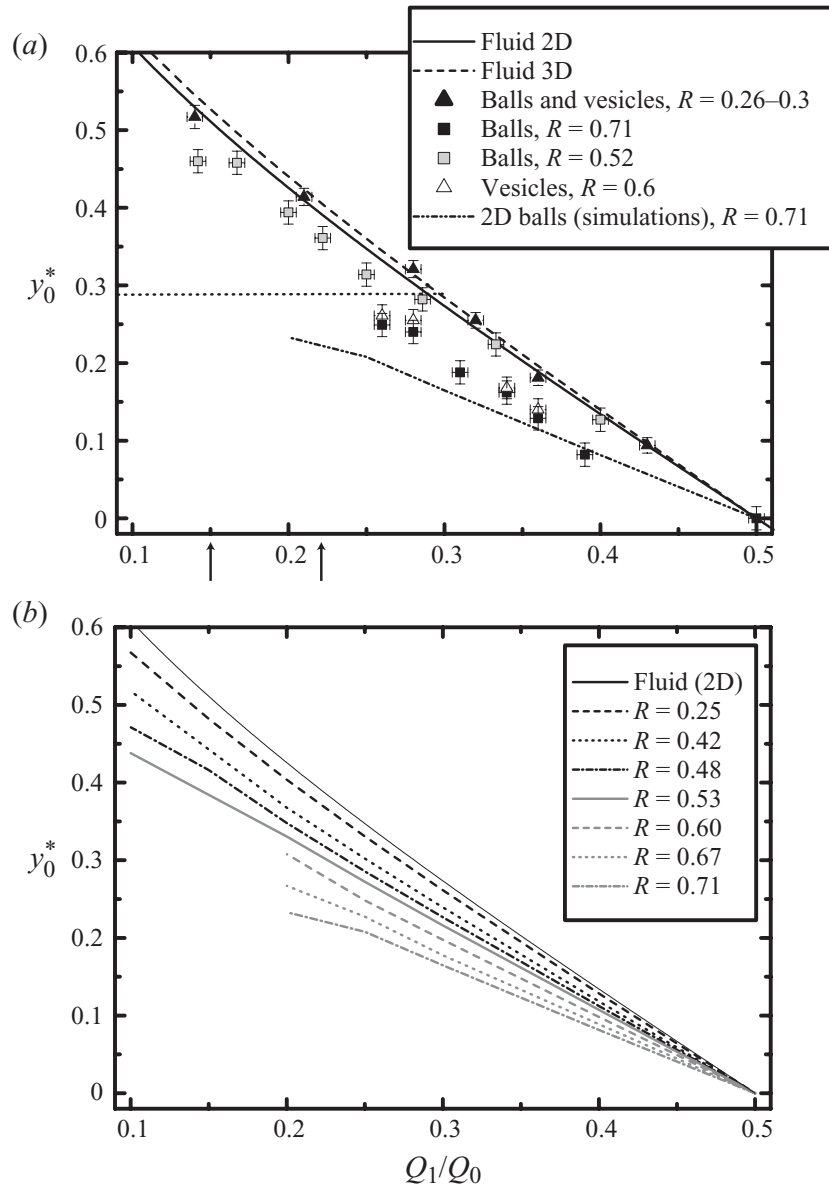 (a)
Fluid 2D
Fluid 3D
Balls and vesicles, R = 0.26–0.3
Balls, R = 0.71
Balls, R = 0.52
Vesicles, R = 0.6
2D balls (simulations), R = 0.71
0.6
0.5
0.4
y₀* 0.3
0.2
0.1
0
0.1 0.2 0.3 0.4 0.5
(b)
Fluid (2D)
R = 0.25
R = 0.42
R = 0.48
R = 0.53
R = 0.60
R = 0.67
R = 0.71
0.6
0.5
0.4
y₀* 0.3
0.2
0.1
0
0.1 0.2 0.3 0.4 0.5
Q₁/Q₀